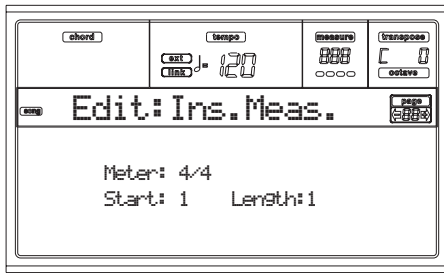 chord tempo measure transpose
ext link ♩= 120 888 C 0
octave
song Edit:Ins.Meas. page
88
Meter: 4/4
Start: 1 Length:1